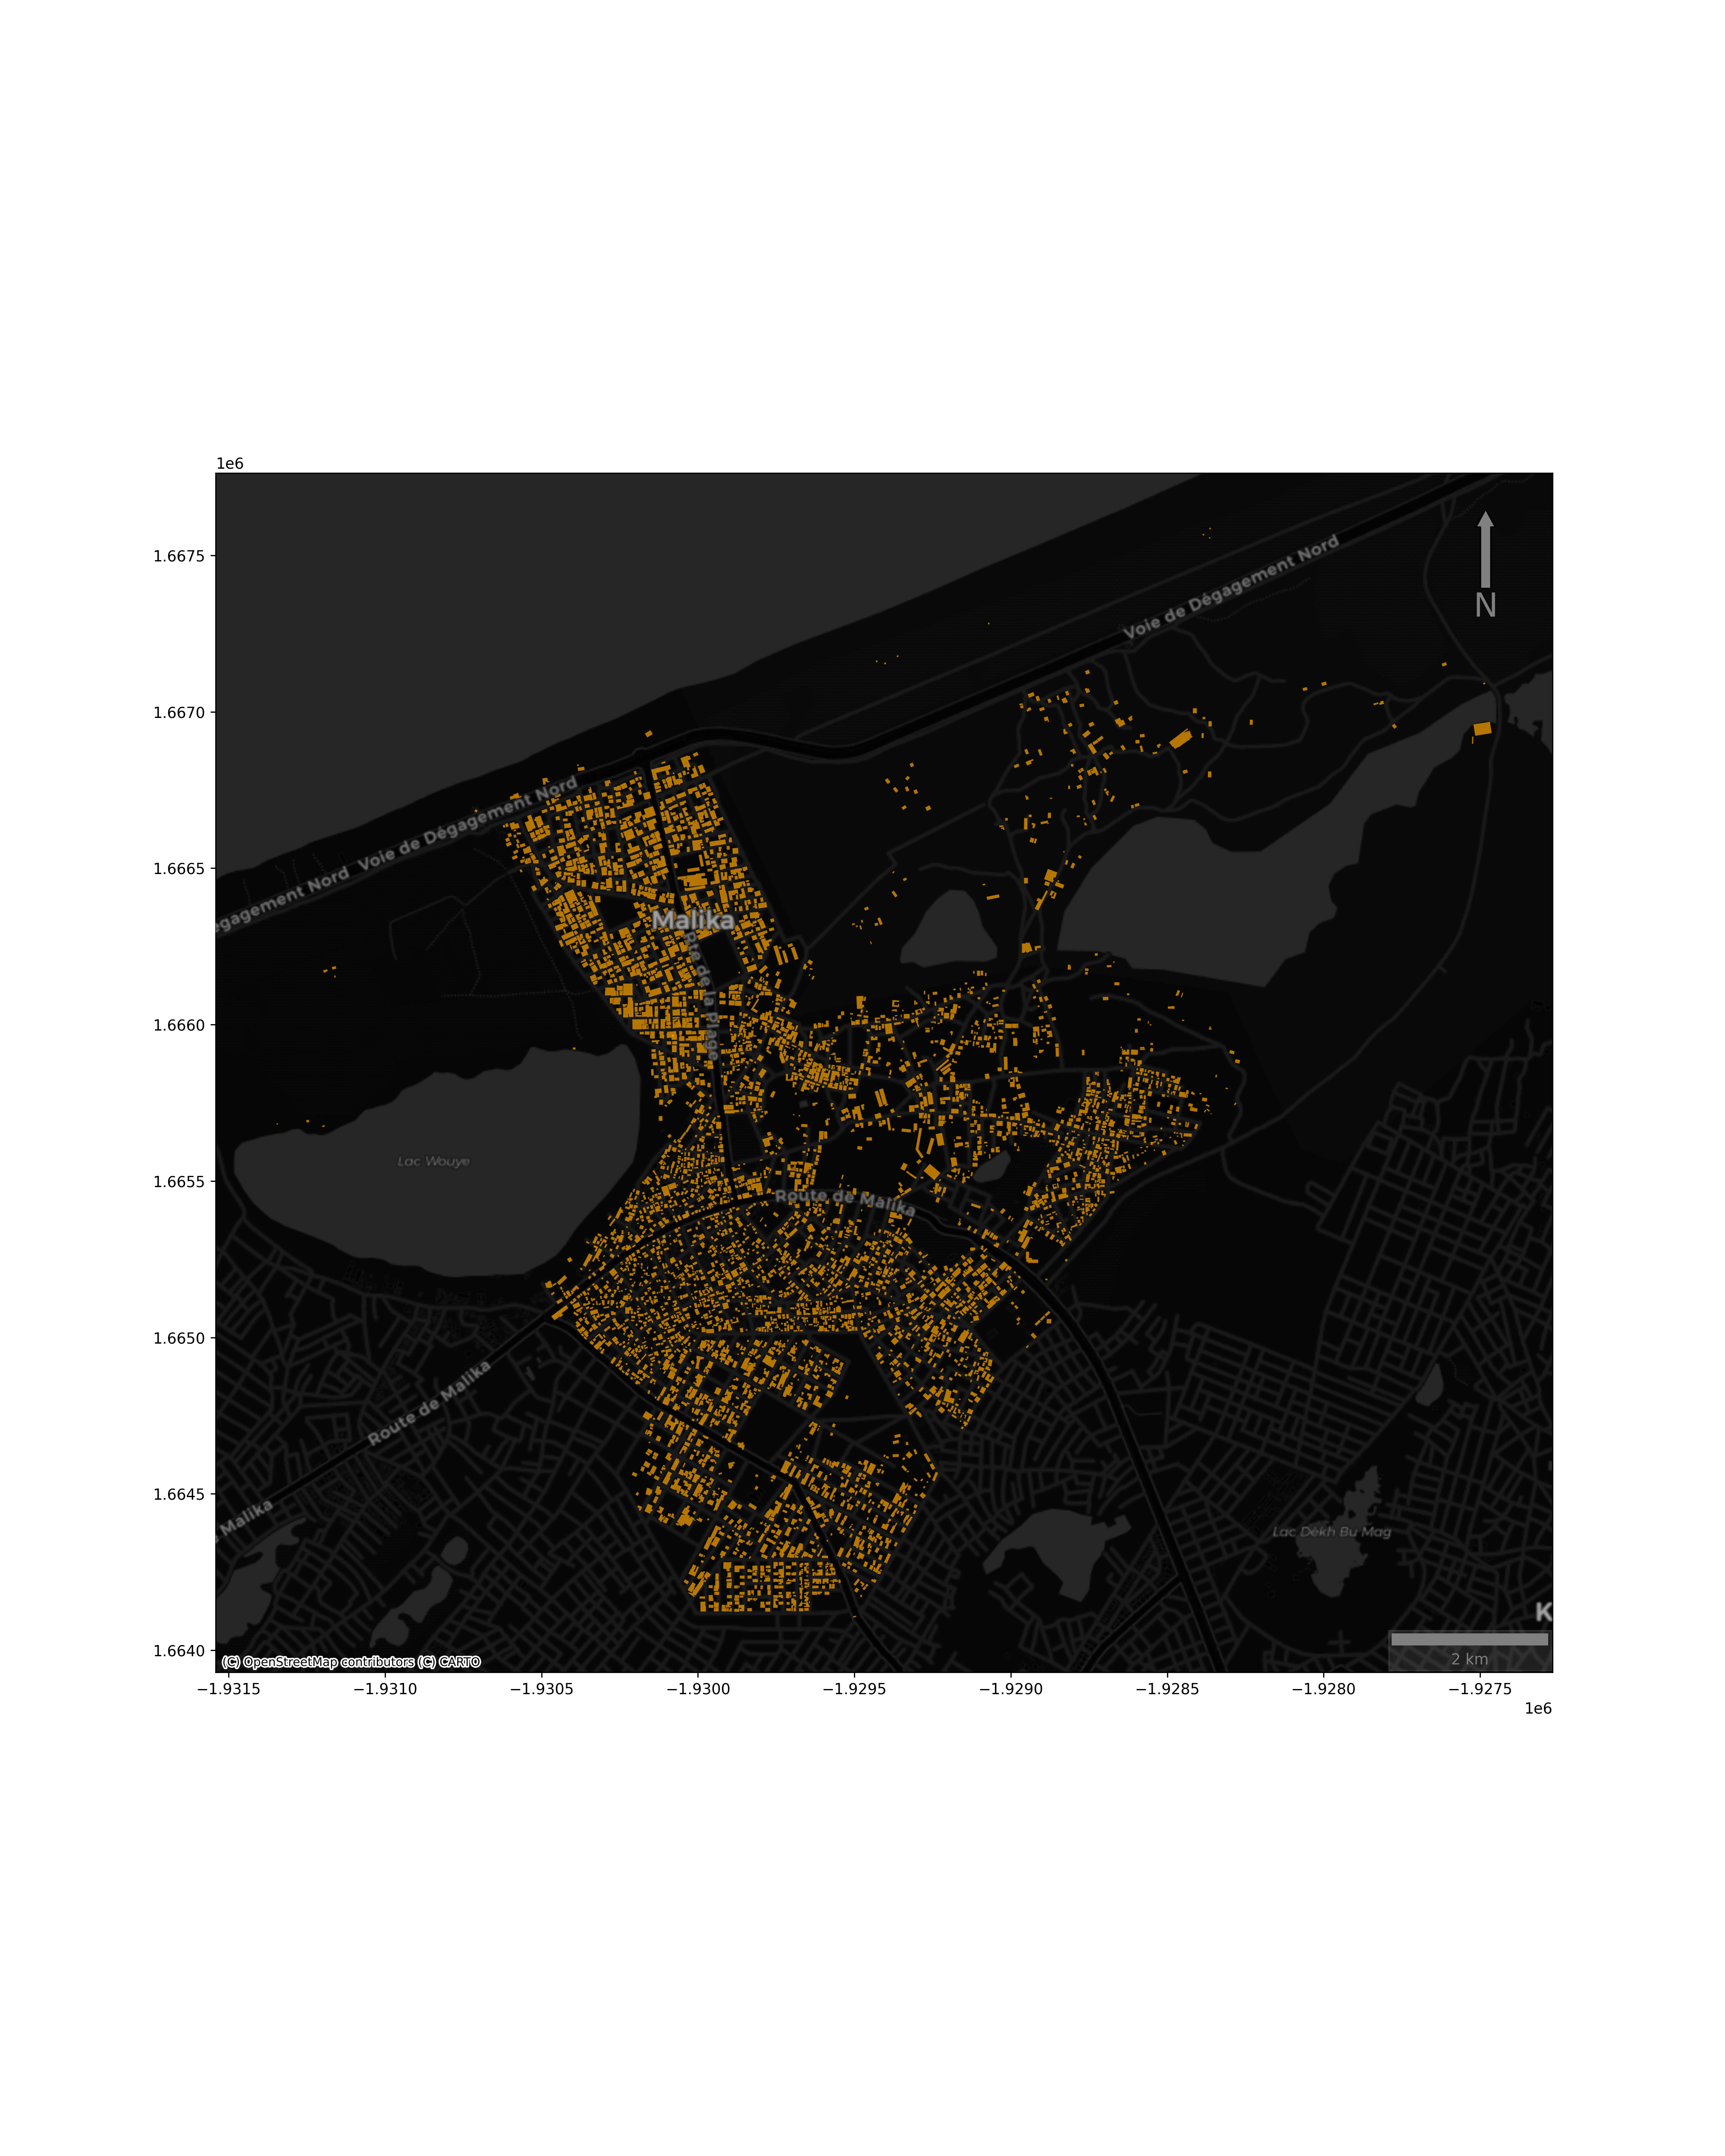 1e6
1.6675
Voie de Dégagement Nord
N
1.6670
Voie de Dégagement Nord
1.6665
égagement Nord
Malika
Rte de la Plage
1.6660
Lac Wouye
1.6655
Route de Malika
1.6650
Route de Malika
1.6645
Malika
Lac Dékh Bu Mag
K
1.6640
2 km
(C) OpenStreetMap contributors (C) CARTO
−1.9315 −1.9310 −1.9305 −1.9300 −1.9295 −1.9290 −1.9285 −1.9280 −1.9275
1e6